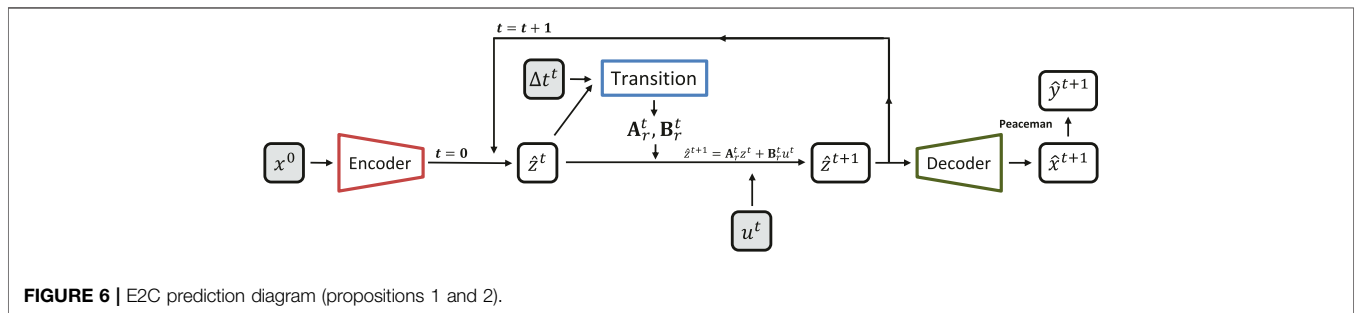 t = t + 1
Δt^t
Transition
A_r^t, B_r^t
ŷ^{t+1}
Peaceman
x^0
Encoder
t = 0
ẑ^t
ẑ^{t+1} = A_r^t z^t + B_r^t u^t
ẑ^{t+1}
Decoder
x̂^{t+1}
u^t
FIGURE 6 | E2C prediction diagram (propositions 1 and 2).